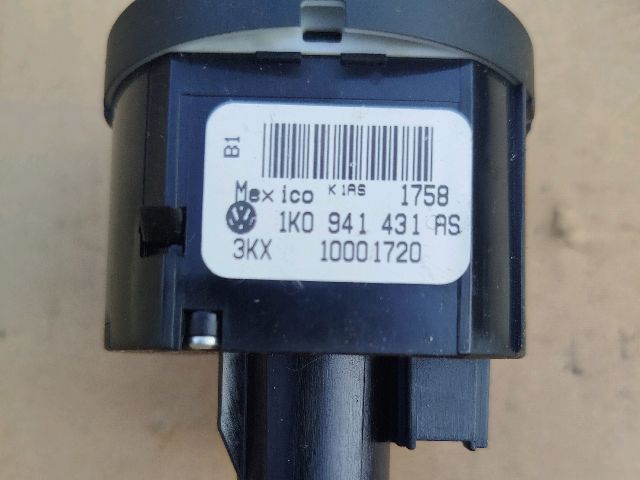 B1
Mexico K1AS 1758
1K0 941 431 AS
3KX 10001720